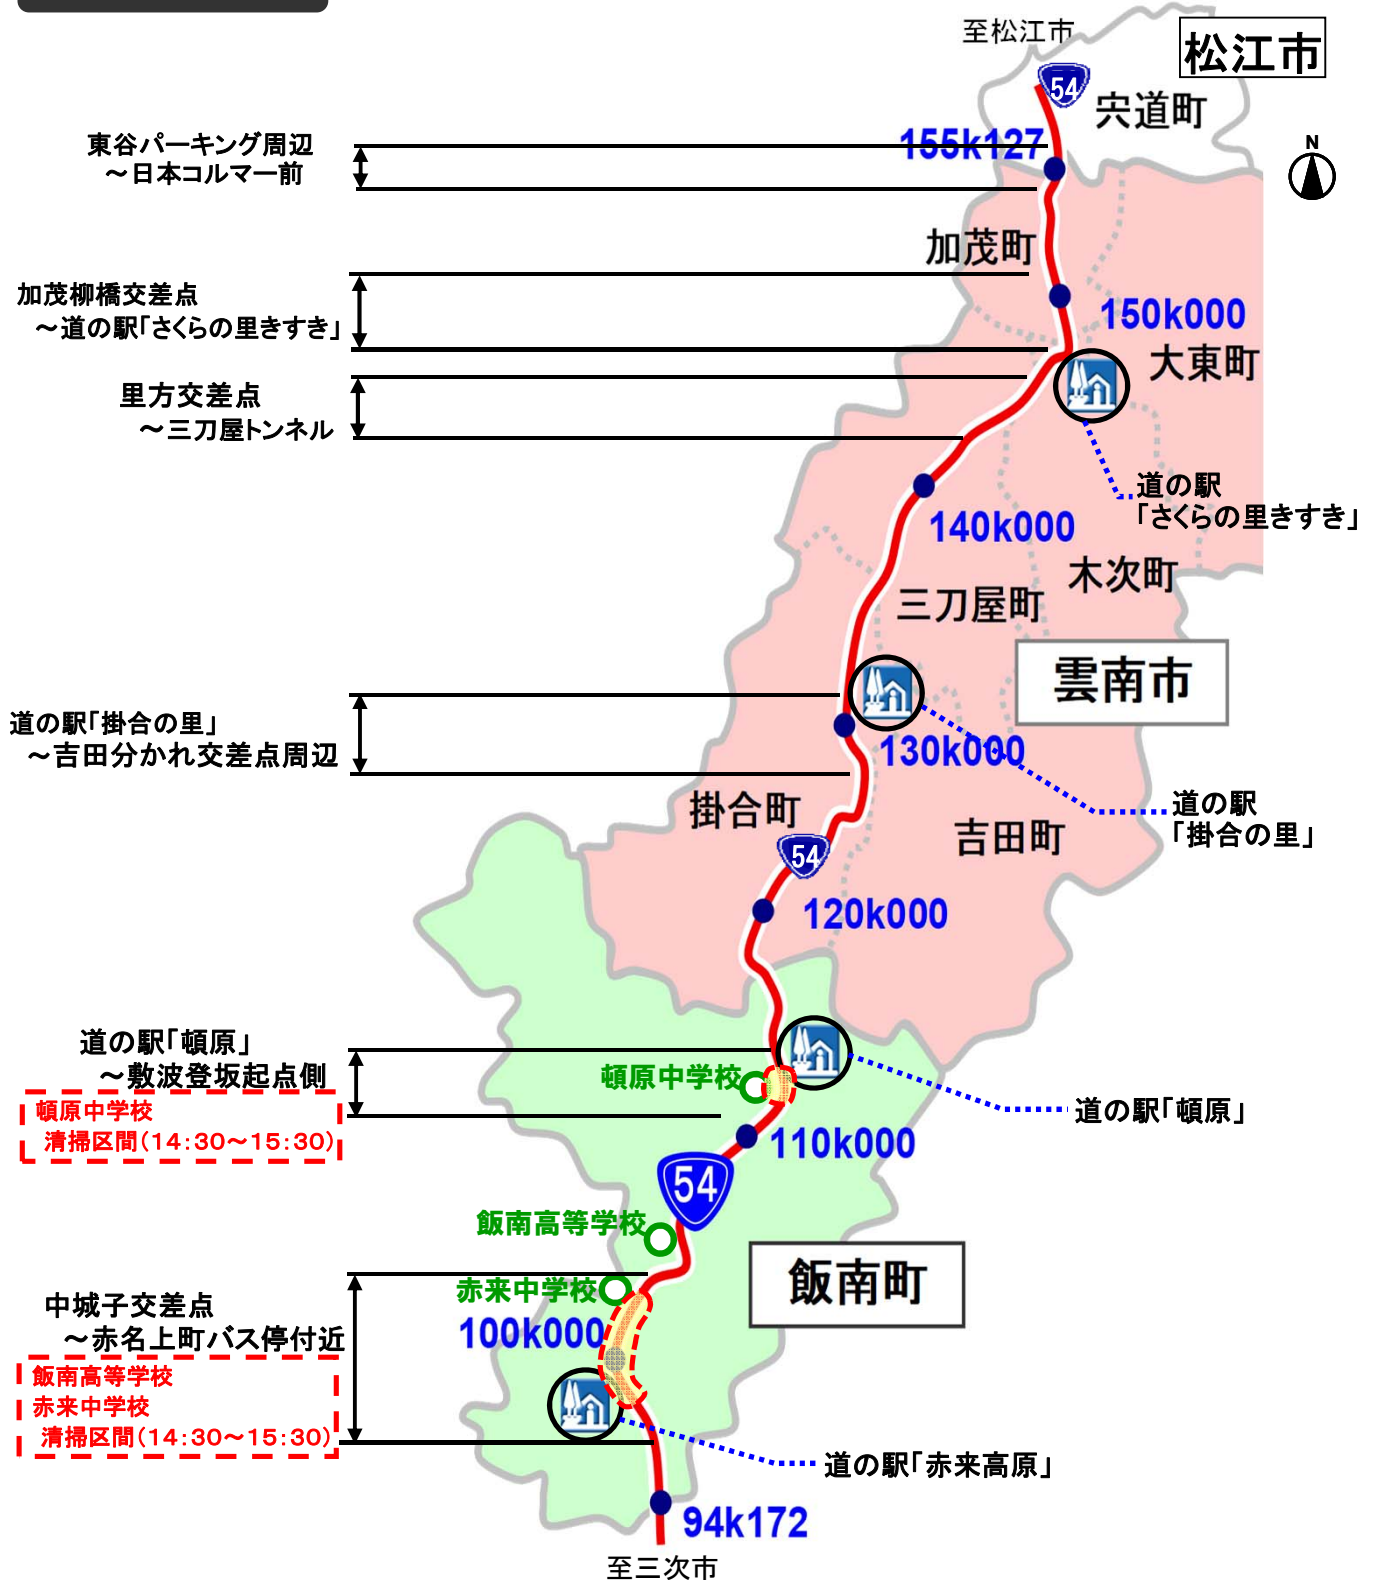 至松江市
松江市
54
宍道町
N
東谷パーキング周辺
～日本コルマー前
155k127
加茂町
加茂柳橋交差点
～道の駅「さくらの里きすき」
150k000
大東町
里方交差点
～三刀屋トンネル
道の駅
「さくらの里きすき」
140k000
木次町
三刀屋町
雲南市
道の駅「掛合の里」
～吉田分かれ交差点周辺
130k000
掛合町
道の駅
「掛合の里」
吉田町
54
120k000
道の駅「頓原」
～敷波登坂起点側
頓原中学校
頓原中学校
清掃区間(14:30～15:30)
道の駅「頓原」
110k000
54
飯南高等学校
飯南町
赤来中学校
中城子交差点
～赤名上町バス停付近
100k000
飯南高等学校
赤来中学校
清掃区間(14:30～15:30)
道の駅「赤来高原」
94k172
至三次市